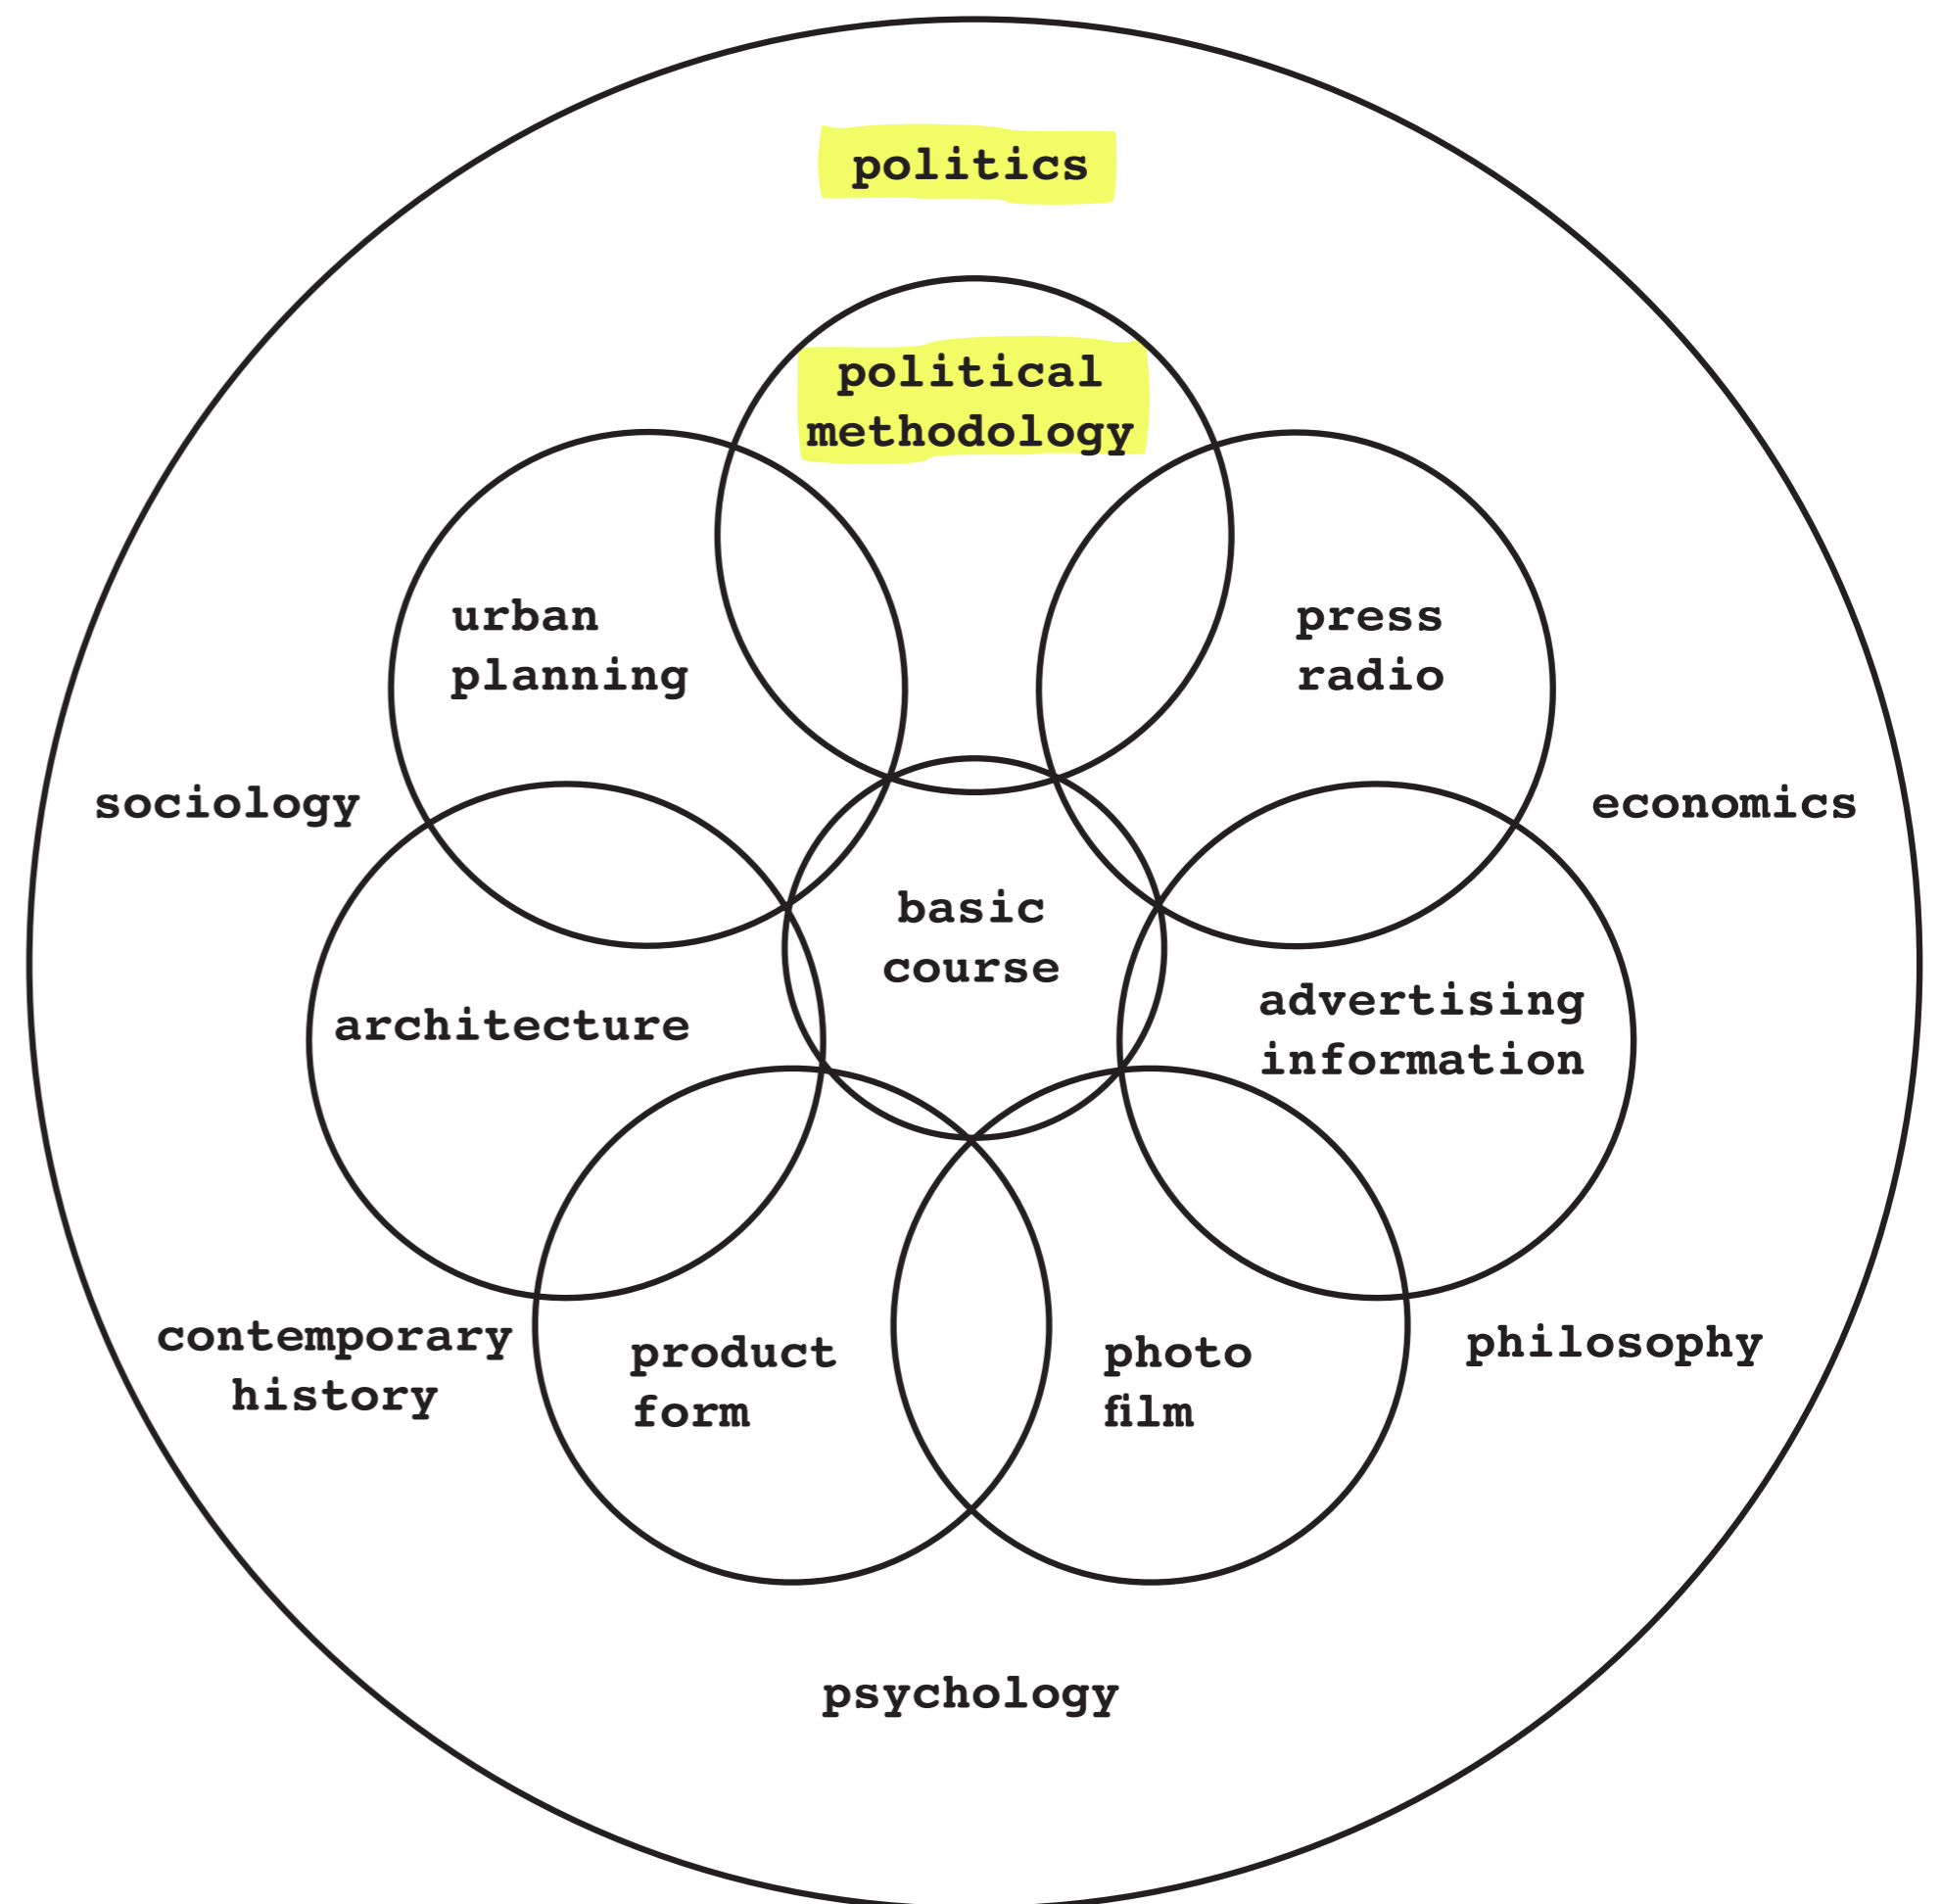 politics
political
methodology
urban
planning
press
radio
sociology
economics
basic
course
architecture
advertising
information
contemporary
history
product
form
photo
film
philosophy
psychology